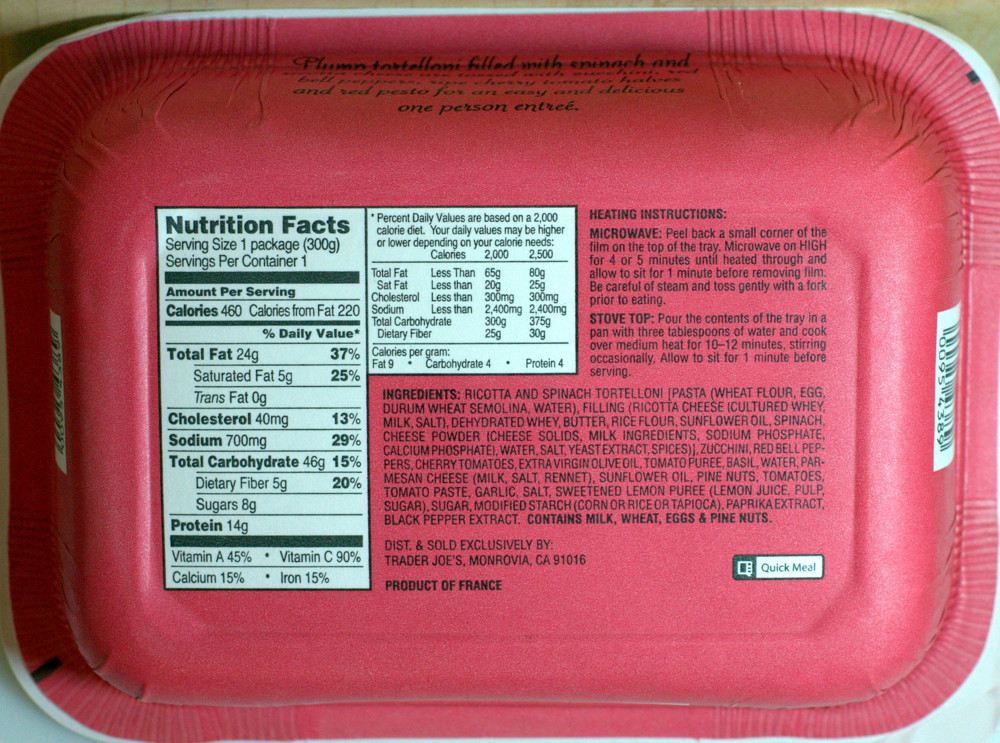 Plump tortelloni filled with spinach and
bell peppers, ripe cherry tomato halves
and red pesto for an easy and delicious
one person entreé.
Nutrition Facts
Serving Size 1 package (300g)
Servings Per Container 1
Amount Per Serving
Calories 460 Calories from Fat 220
% Daily Value*
Total Fat 24g 37%
Saturated Fat 5g 25%
Trans Fat 0g
Cholesterol 40mg 13%
Sodium 700mg 29%
Total Carbohydrate 46g 15%
Dietary Fiber 5g 20%
Sugars 8g
Protein 14g
Vitamin A 45% • Vitamin C 90%
Calcium 15% • Iron 15%
* Percent Daily Values are based on a 2,000
calorie diet. Your daily values may be higher
or lower depending on your calorie needs:
Calories 2,000 2,500
Total Fat Less Than 65g 80g
Sat Fat Less than 20g 25g
Cholesterol Less than 300mg 300mg
Sodium Less than 2,400mg 2,400mg
Total Carbohydrate 300g 375g
Dietary Fiber 25g 30g
Calories per gram:
Fat 9 • Carbohydrate 4 • Protein 4
HEATING INSTRUCTIONS:
MICROWAVE: Peel back a small corner of the
film on the top of the tray. Microwave on HIGH
for 4 or 5 minutes until heated through and
allow to sit for 1 minute before removing film.
Be careful of steam and toss gently with a fork
prior to eating.
STOVE TOP: Pour the contents of the tray in a
pan with three tablespoons of water and cook
over medium heat for 10–12 minutes, stirring
occasionally. Allow to sit for 1 minute before
serving.
INGREDIENTS: RICOTTA AND SPINACH TORTELLONI [PASTA (WHEAT FLOUR, EGG,
DURUM WHEAT SEMOLINA, WATER), FILLING (RICOTTA CHEESE (CULTURED WHEY,
MILK, SALT), DEHYDRATED WHEY, BUTTER, RICE FLOUR, SUNFLOWER OIL, SPINACH,
CHEESE POWDER (CHEESE SOLIDS, MILK INGREDIENTS, SODIUM PHOSPHATE,
CALCIUM PHOSPHATE), WATER, SALT, YEAST EXTRACT, SPICES)], ZUCCHINI, RED BELL PEP-
PERS, CHERRY TOMATOES, EXTRA VIRGIN OLIVE OIL, TOMATO PUREE, BASIL, WATER, PAR-
MESAN CHEESE (MILK, SALT, RENNET), SUNFLOWER OIL, PINE NUTS, TOMATOES,
TOMATO PASTE, GARLIC, SALT, SWEETENED LEMON PUREE (LEMON JUICE, PULP,
SUGAR), SUGAR, MODIFIED STARCH (CORN OR RICE OR TAPIOCA), PAPRIKA EXTRACT,
BLACK PEPPER EXTRACT. CONTAINS MILK, WHEAT, EGGS & PINE NUTS.
DIST. & SOLD EXCLUSIVELY BY:
TRADER JOE'S, MONROVIA, CA 91016
PRODUCT OF FRANCE
Quick Meal
0095 4389